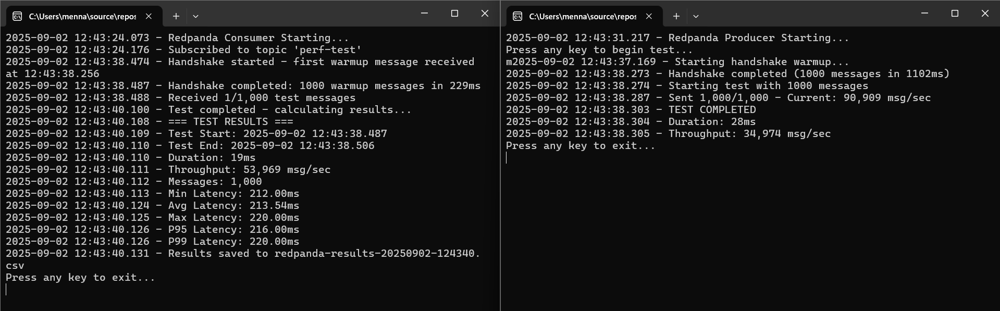 C:\Users\menna\source\repos
2025-09-02 12:43:24.073 - Redpanda Consumer Starting...
2025-09-02 12:43:24.176 - Subscribed to topic 'perf-test'
2025-09-02 12:43:38.474 - Handshake started - first warmup message received
at 12:43:38.256
2025-09-02 12:43:38.487 - Handshake completed: 1000 warmup messages in 229ms
2025-09-02 12:43:38.488 - Received 1/1,000 test messages
2025-09-02 12:43:40.100 - Test completed - calculating results...
2025-09-02 12:43:40.108 - === TEST RESULTS ===
2025-09-02 12:43:40.109 - Test Start: 2025-09-02 12:43:38.487
2025-09-02 12:43:40.110 - Test End: 2025-09-02 12:43:38.506
2025-09-02 12:43:40.110 - Duration: 19ms
2025-09-02 12:43:40.111 - Throughput: 53,969 msg/sec
2025-09-02 12:43:40.112 - Messages: 1,000
2025-09-02 12:43:40.113 - Min Latency: 212.00ms
2025-09-02 12:43:40.124 - Avg Latency: 213.54ms
2025-09-02 12:43:40.125 - Max Latency: 220.00ms
2025-09-02 12:43:40.126 - P95 Latency: 216.00ms
2025-09-02 12:43:40.126 - P99 Latency: 220.00ms
2025-09-02 12:43:40.131 - Results saved to redpanda-results-20250902-124340.
csv
Press any key to exit...
C:\Users\menna\source\repos
2025-09-02 12:43:31.217 - Redpanda Producer Starting...
Press any key to begin test...
m2025-09-02 12:43:37.169 - Starting handshake warmup...
2025-09-02 12:43:38.273 - Handshake completed (1000 messages in 1102ms)
2025-09-02 12:43:38.274 - Starting test with 1000 messages
2025-09-02 12:43:38.287 - Sent 1,000/1,000 - Current: 90,909 msg/sec
2025-09-02 12:43:38.303 - TEST COMPLETED
2025-09-02 12:43:38.304 - Duration: 28ms
2025-09-02 12:43:38.305 - Throughput: 34,974 msg/sec
Press any key to exit...